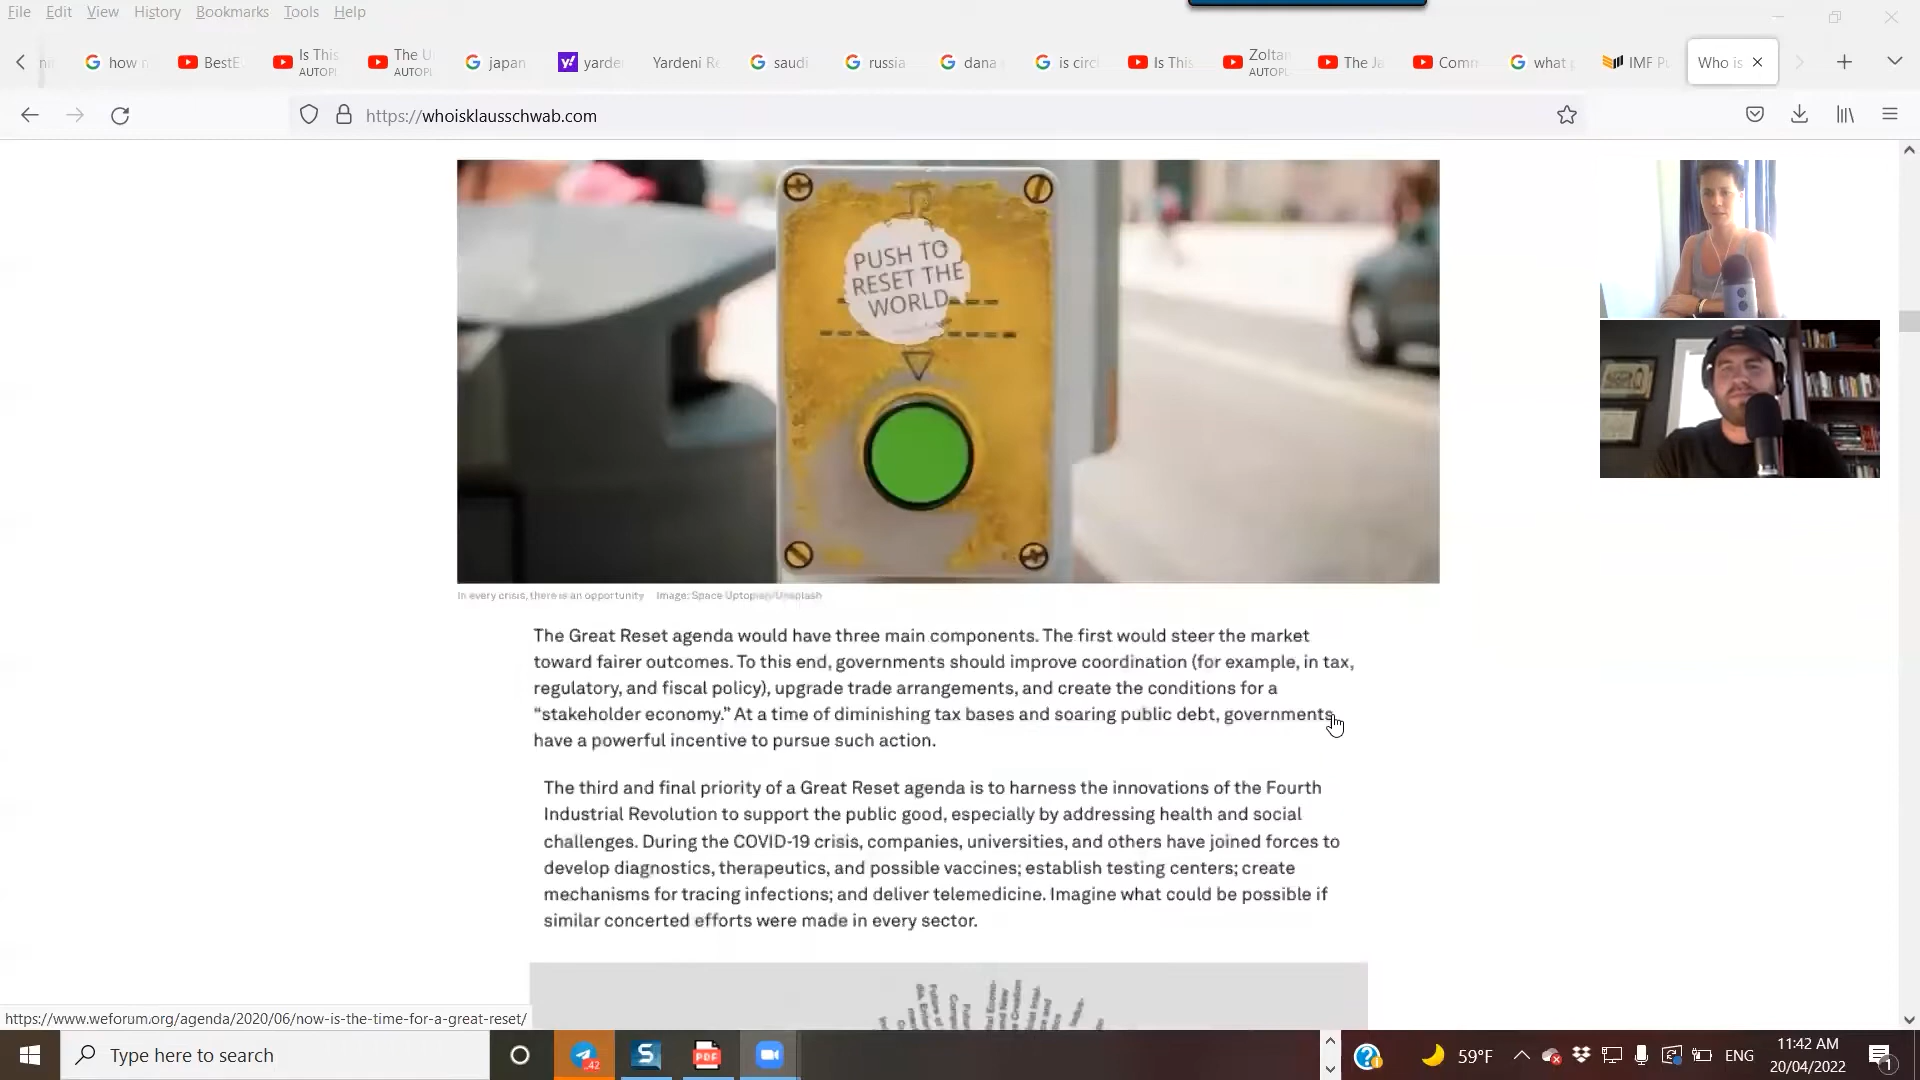 File Edit View History Bookmarks Tools Help
how
BestE
Is This
AUTOPL
The U
AUTOPL
japan
yarde
Yardeni Re
saudi
russia
dana
is circ
Is This
Zoltan
AUTOPL
The Ja
Comm
what
IMF Pu
Who is
https://whoisklausschwab.com
PUSH TO
RESET THE
WORLD
In every crisis, there is an opportunity Image: Space Uptopian/Unsplash
The Great Reset agenda would have three main components. The first would steer the market
toward fairer outcomes. To this end, governments should improve coordination (for example, in tax,
regulatory, and fiscal policy), upgrade trade arrangements, and create the conditions for a
“stakeholder economy.” At a time of diminishing tax bases and soaring public debt, governments
have a powerful incentive to pursue such action.
The third and final priority of a Great Reset agenda is to harness the innovations of the Fourth
Industrial Revolution to support the public good, especially by addressing health and social
challenges. During the COVID-19 crisis, companies, universities, and others have joined forces to
develop diagnostics, therapeutics, and possible vaccines; establish testing centers; create
mechanisms for tracing infections; and deliver telemedicine. Imagine what could be possible if
similar concerted efforts were made in every sector.
https://www.weforum.org/agenda/2020/06/now-is-the-time-for-a-great-reset/
Type here to search
42
S
PDF
59°F
ENG
11:42 AM
20/04/2022
1